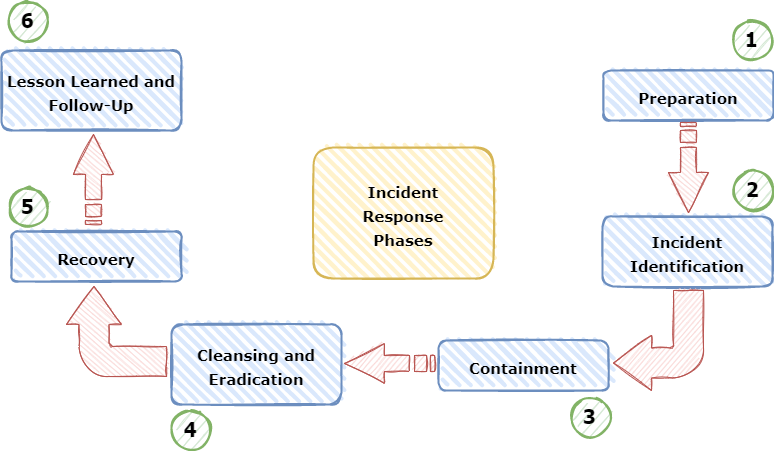 1
Preparation
2
Incident
Identification
3
Containment
4
Cleansing and
Eradication
5
Recovery
6
Lesson Learned and
Follow-Up
Incident
Response
Phases